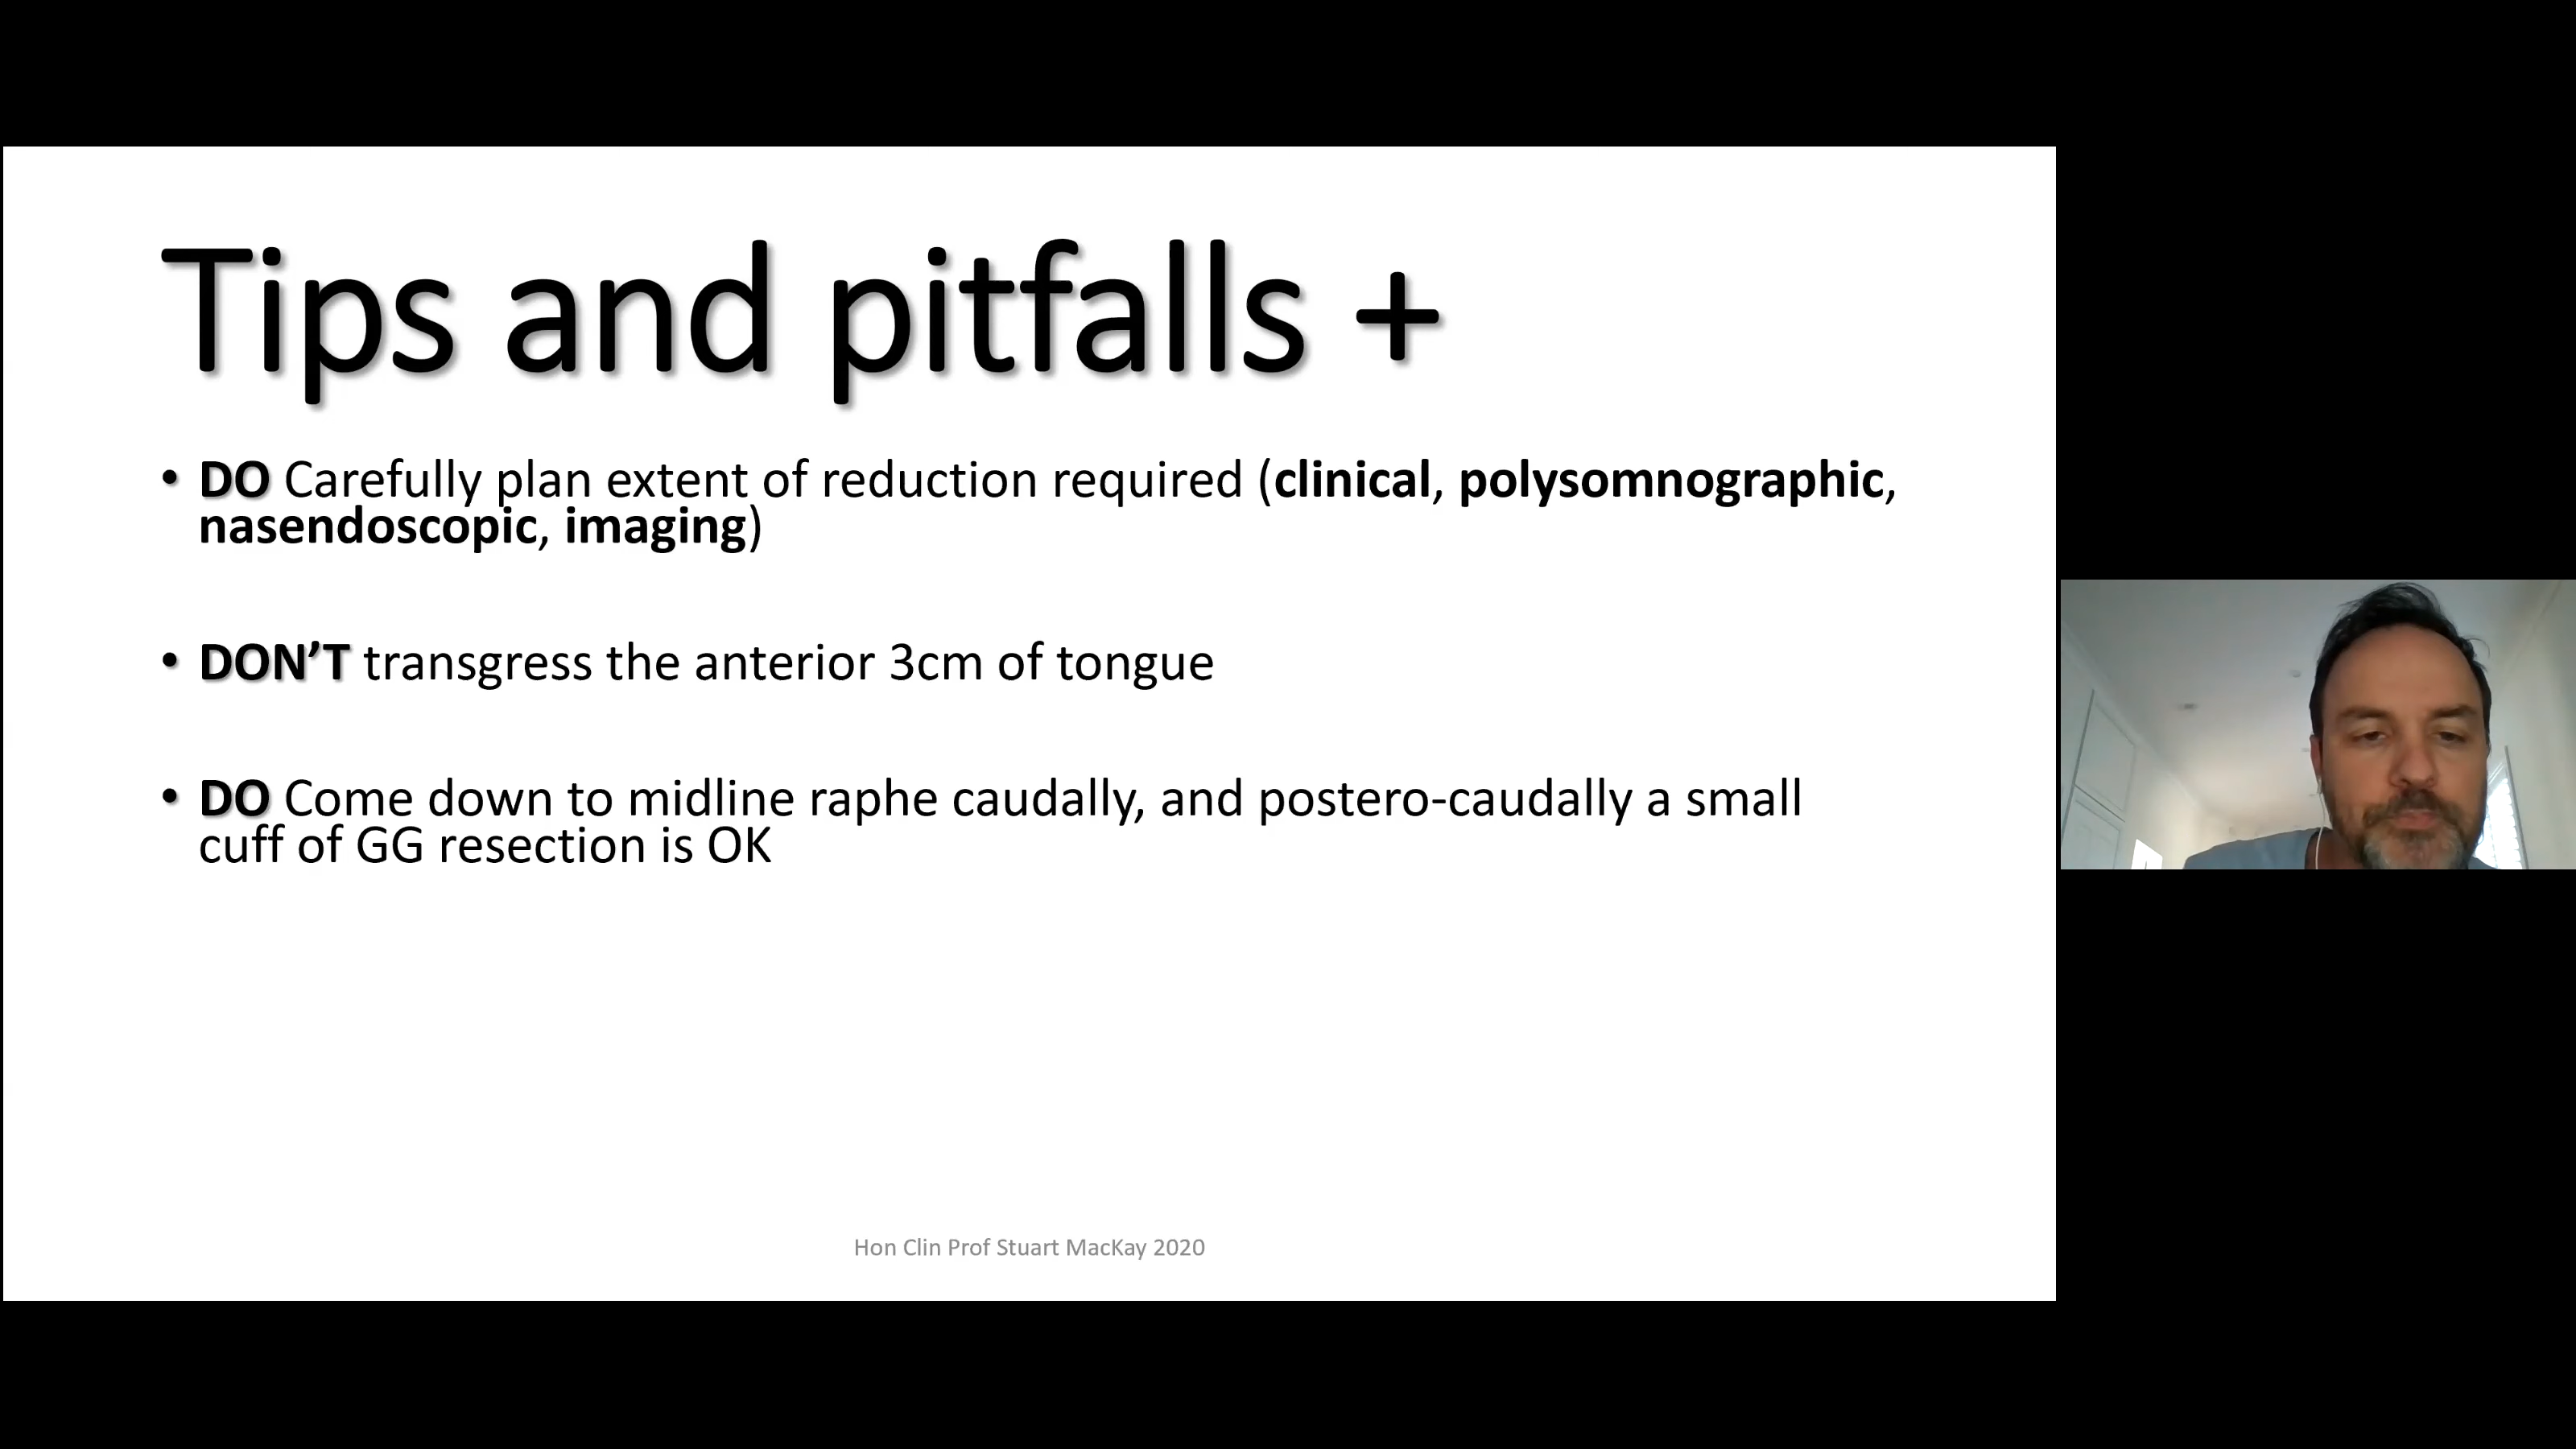 Tips and pitfalls +
• DO Carefully plan extent of reduction required (clinical, polysomnographic,
nasendoscopic, imaging)
• DON’T transgress the anterior 3cm of tongue
• DO Come down to midline raphe caudally, and postero-caudally a small
cuff of GG resection is OK
Hon Clin Prof Stuart MacKay 2020